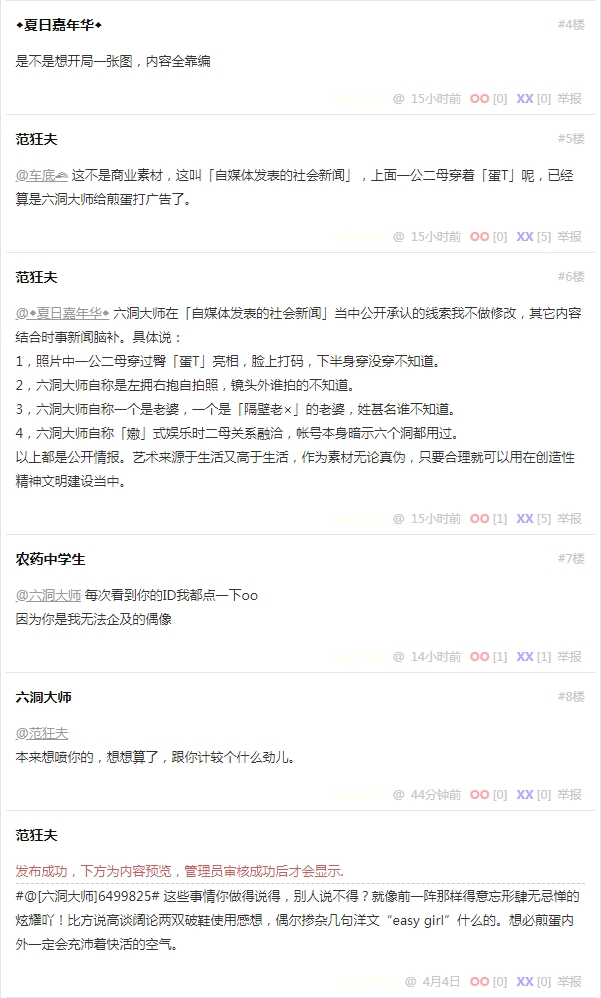 ◆夏日嘉年华◆ #4楼
是不是想开局一张图，内容全靠编
@ 15小时前 OO [0] XX [0] 举报
范狂夫 #5楼
@车底 这不是商业素材，这叫「自媒体发表的社会新闻」，上面一公二母穿着「蛋T」呢，已经
算是六洞大师给煎蛋打广告了。
@ 15小时前 OO [0] XX [5] 举报
范狂夫 #6楼
@◆夏日嘉年华◆ 六洞大师在「自媒体发表的社会新闻」当中公开承认的线索我不做修改，其它内容
结合时事新闻脑补。具体说：
1，照片中一公二母穿过臀「蛋T」亮相，脸上打码，下半身穿没穿不知道。
2，六洞大师自称是左拥右抱自拍照，镜头外谁拍的不知道。
3，六洞大师自称一个是老婆，一个是「隔壁老×」的老婆，姓甚名谁不知道。
4，六洞大师自称「嫐」式娱乐时二母关系融洽，帐号本身暗示六个洞都用过。
以上都是公开情报。艺术来源于生活又高于生活，作为素材无论真伪，只要合理就可以用在创造性
精神文明建设当中。
@ 15小时前 OO [1] XX [5] 举报
农药中学生 #7楼
@六洞大师 每次看到你的ID我都点一下oo
因为你是我无法企及的偶像
@ 14小时前 OO [1] XX [1] 举报
六洞大师 #8楼
@范狂夫
本来想喷你的，想想算了，跟你计较个什么劲儿。
@ 44分钟前 OO [0] XX [0] 举报
范狂夫
发布成功，下方为内容预览，管理员审核成功后才会显示.
#@[六洞大师]6499825# 这些事情你做得说得，别人说不得？就像前一阵那样得意忘形肆无忌惮的
炫耀吖！比方说高谈阔论两双破鞋使用感想，偶尔掺杂几句洋文“easy girl”什么的。想必煎蛋内
外一定会充沛着快活的空气。
@ 4月4日 OO [0] XX [0] 举报